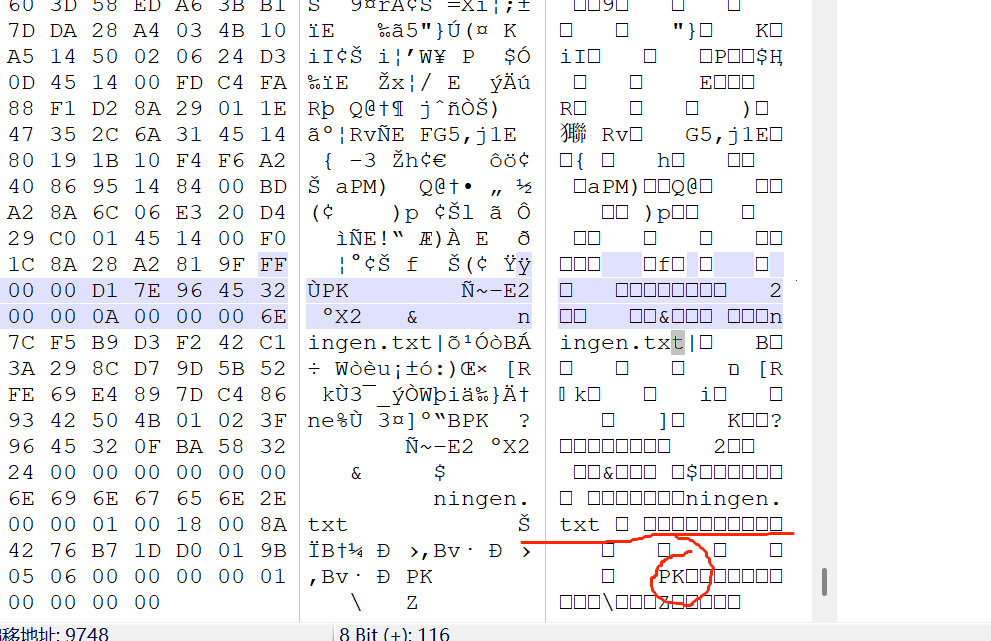 60 3D 58 ED A6 3B B1
7D DA 28 A4 03 4B 10 ïE ‰ã5"}Ú(¤ K "} K
A5 14 50 02 06 24 D3 iI¢Š i¦’W¥ P $Ó iI P $
0D 45 14 00 FD C4 FA ‰ïE Žx¦/ E ýÄú E
88 F1 D2 8A 29 01 1E Rþ Q@†¶ jˆñÒŠ) R )
47 35 2C 6A 31 45 14 ãº¦RvÑE FG5,j1E Rv G5,j1E
80 19 1B 10 F4 F6 A2 { –3 Žh¢€ ôö¢ { h
40 86 95 14 84 00 BD Š aPM) Q@†• „ ½ aPM) Q@
A2 8A 6C 06 E3 20 D4 (¢ )p ¢Šl ã Ô )p
29 C0 01 45 14 00 F0 ìÑE!“ Æ)À E ð
1C 8A 28 A2 81 9F FF ¦°¢Š f Š(¢ Ÿÿ f
00 00 D1 7E 96 45 32 ÙPK Ñ~–E2 2
00 00 0A 00 00 00 6E ºX2 & n & n
7C F5 B9 D3 F2 42 C1 ingen.txt|õ¹ÓòBÁ ingen.txt| B
3A 29 8C D7 9D 5B 52 ÷ Wòèu¡±ó:)Œ× [R [R
FE 69 E4 89 7D C4 86 kÙ3¯_ýÒWþiä‰}Ä† k i
93 42 50 4B 01 02 3F ne%Ù 3¤]º“BPK ? ] K ?
96 45 32 0F BA 58 32 Ñ~–E2 ºX2 2
24 00 00 00 00 00 00 & $ & $
6E 69 6E 67 65 6E 2E ningen. ningen.
00 00 01 00 18 00 8A txt Š txt
42 76 B7 1D D0 01 9B ÏB†¼ Ð ›,Bv· Ð ›
05 06 00 00 00 00 01 ,Bv· Ð PK PK
00 00 00 00 \ Z \ Z
移地址: 9748 8 Bit (±): 116